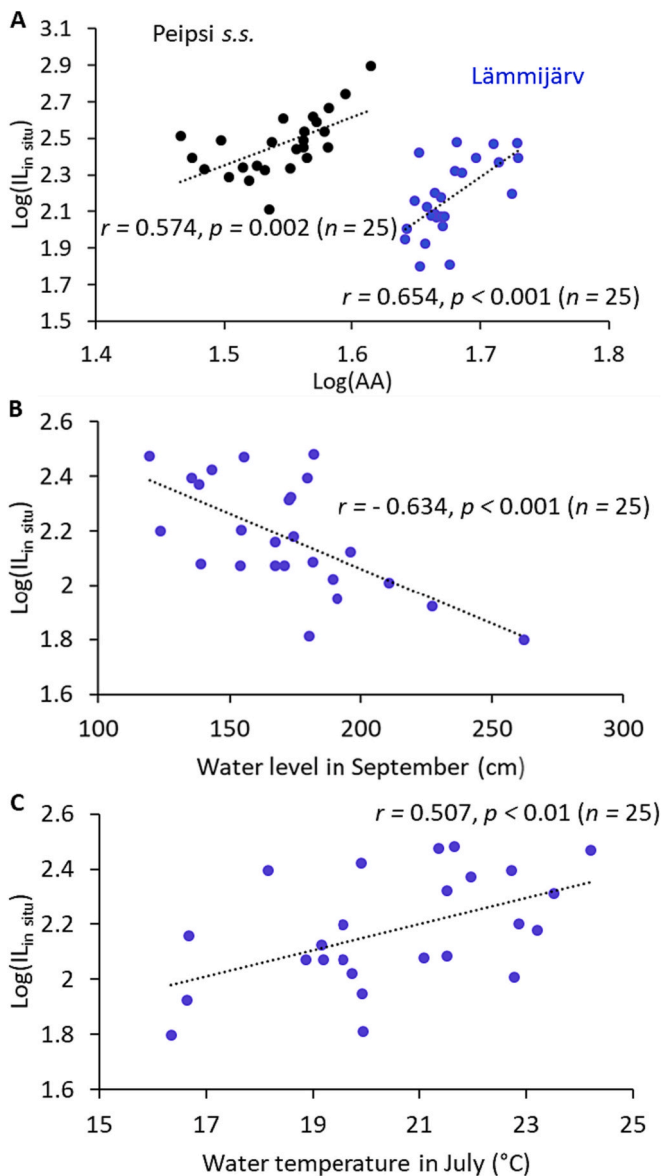 A
Peipsi s.s.
Lämmijärv
3.1
2.9
2.7
2.5
2.3
2.1
1.9
1.7
1.5
Log(IL in situ)
r = 0.574, p = 0.002 (n = 25)
r = 0.654, p < 0.001 (n = 25)
1.4 1.5 1.6 1.7 1.8
Log(AA)
B
2.6
2.4
2.2
2
1.8
1.6
Log(IL in situ)
r = - 0.634, p < 0.001 (n = 25)
100 150 200 250 300
Water level in September (cm)
C
r = 0.507, p < 0.01 (n = 25)
2.6
2.4
2.2
2
1.8
1.6
Log(IL in situ)
15 17 19 21 23 25
Water temperature in July (°C)